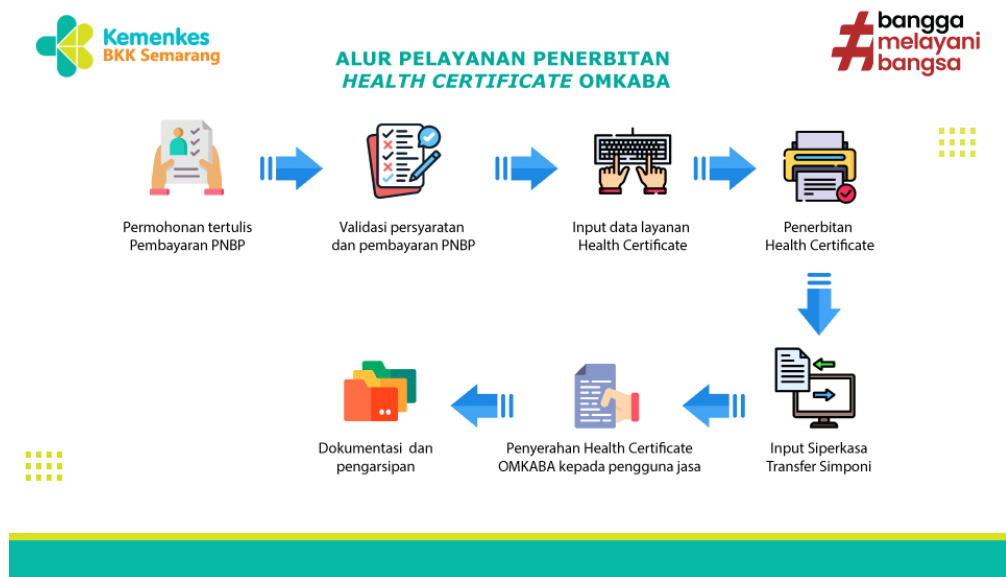 Kemenkes
BKK Semarang
ALUR PELAYANAN PENERBITAN
HEALTH CERTIFICATE OMKABA
#bangga
melayani
bangsa
Permohonan tertulis
Pembayaran PNBP
Validasi persyaratan
dan pembayaran PNBP
Input data layanan
Health Certificate
Penerbitan
Health Certificate
Dokumentasi dan
pengarsipan
Penyerahan Health Certificate
OMKABA kepada pengguna jasa
Input Siperkasa
Transfer Simponi